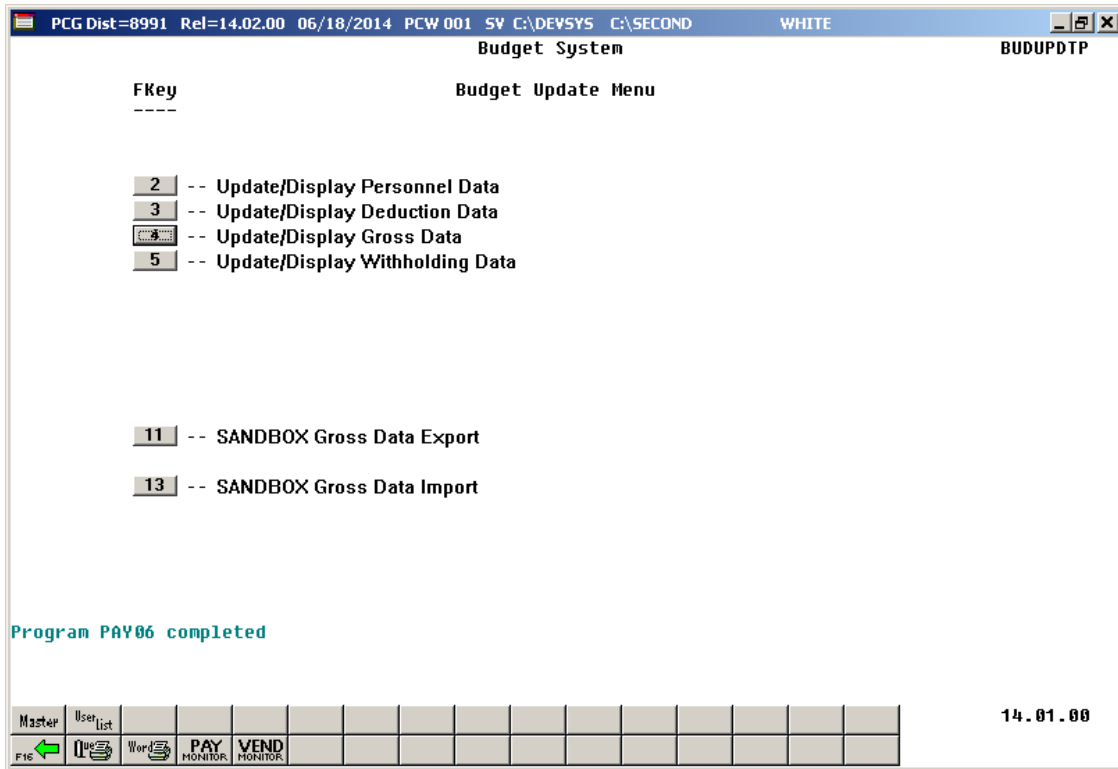 PCG Dist=8991 Rel=14.02.00 06/18/2014 PCW 001 SV C:\DEVSYS C:\SECOND WHITE
Budget System BUDUPDTP
FKey Budget Update Menu
----
2 -- Update/Display Personnel Data
3 -- Update/Display Deduction Data
4 -- Update/Display Gross Data
5 -- Update/Display Withholding Data
11 -- SANDBOX Gross Data Export
13 -- SANDBOX Gross Data Import
Program PAY06 completed
Master User List 14.01.00
F16 Que Word PAY MONITOR VEND MONITOR